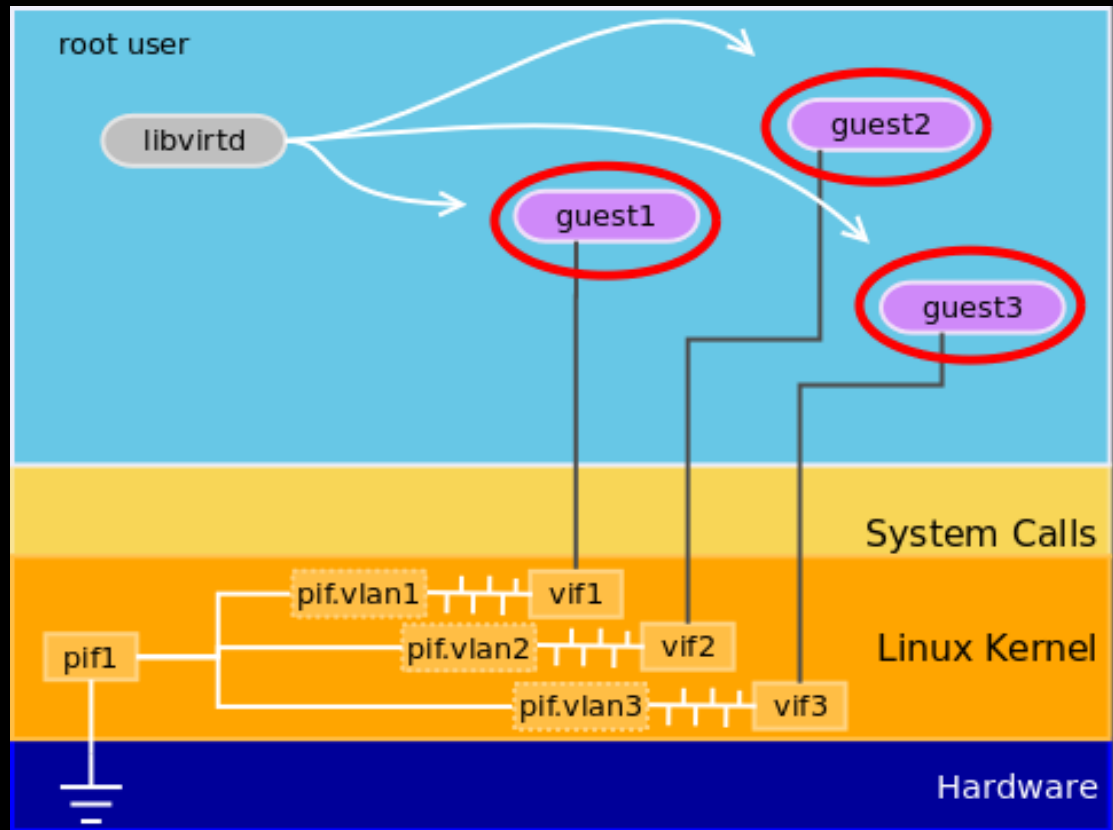 root user
libvirtd
guest2
guest1
guest3
System Calls
pif.vlan1
vif1
pif.vlan2
vif2
pif1
Linux Kernel
pif.vlan3
vif3
Hardware